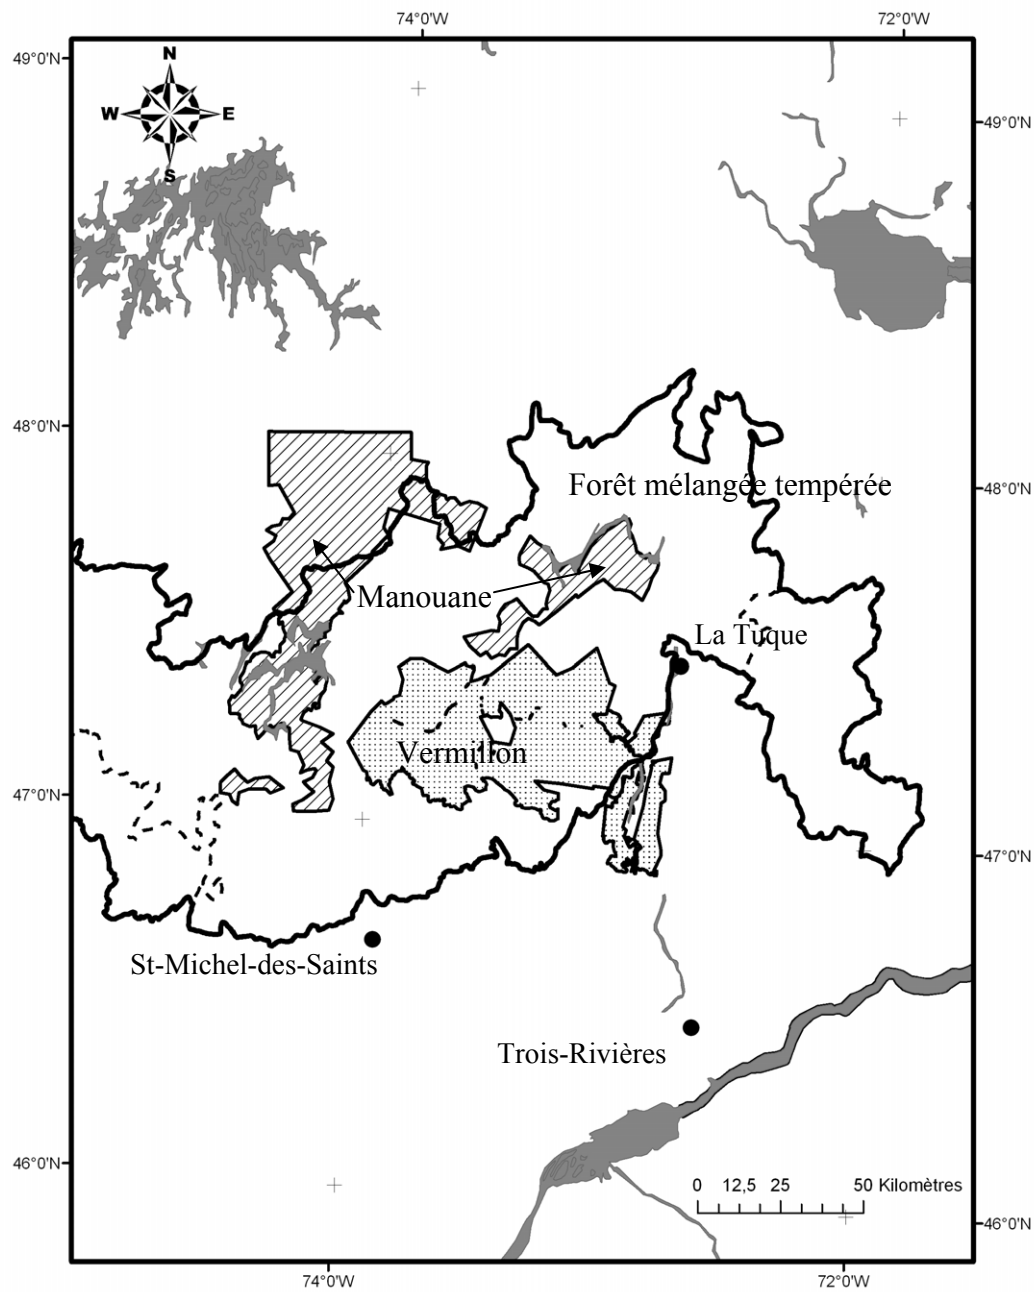 74°0'W
72°0'W
49°0'N
N
W
E
S
49°0'N
48°0'N
Forêt mélangée tempérée
48°0'N
Manouane
La Tuque
Vermillon
47°0'N
47°0'N
St-Michel-des-Saints
Trois-Rivières
46°0'N
0 12,5 25 50 Kilomètres
46°0'N
74°0'W
72°0'W